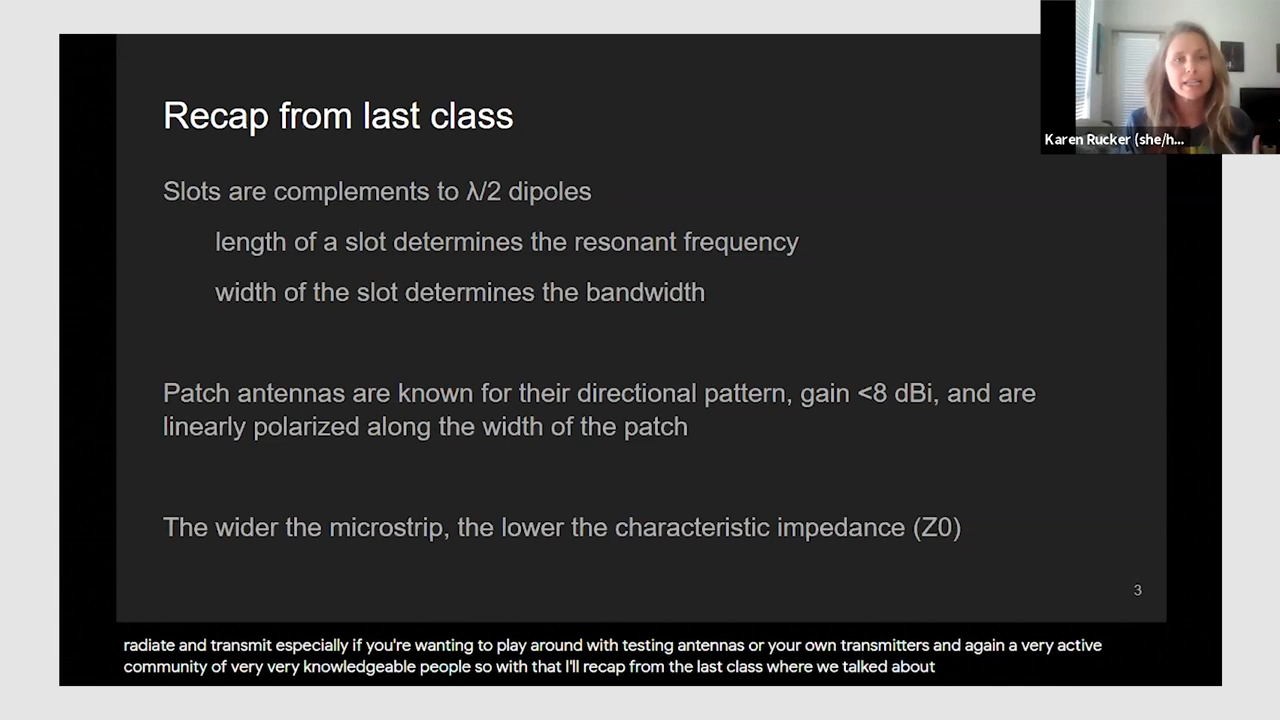 Recap from last class
Karen Rucker (she/h...
Slots are complements to λ/2 dipoles
length of a slot determines the resonant frequency
width of the slot determines the bandwidth
Patch antennas are known for their directional pattern, gain <8 dBi, and are
linearly polarized along the width of the patch
The wider the microstrip, the lower the characteristic impedance (Z0)
3
radiate and transmit especially if you're wanting to play around with testing antennas or your own transmitters and again a very active
community of very very knowledgeable people so with that I'll recap from the last class where we talked about